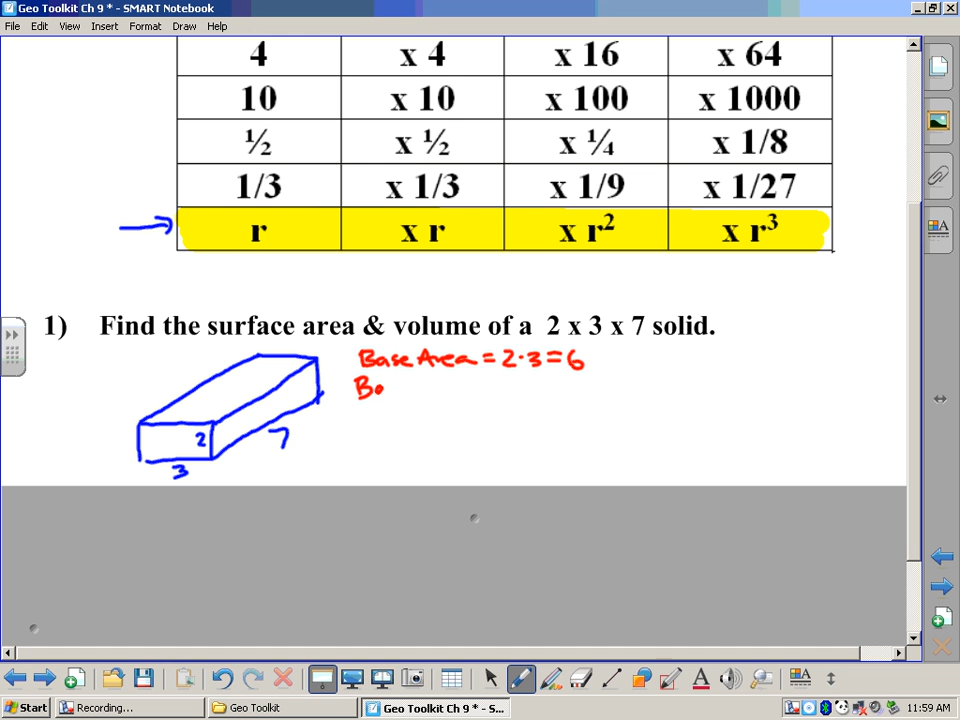 Geo Toolkit Ch 9 * - SMART Notebook
File Edit View Insert Format Draw Help
4 x 4 x 16 x 64
10 x 10 x 100 x 1000
½ x ½ x ¼ x 1/8
1/3 x 1/3 x 1/9 x 1/27
r x r x r² x r³
1) Find the surface area & volume of a 2 x 3 x 7 solid.
Base Area = 2·3 = 6
Ba
2
7
3
Start Recording... Geo Toolkit Geo Toolkit Ch 9 * - S... 11:59 AM